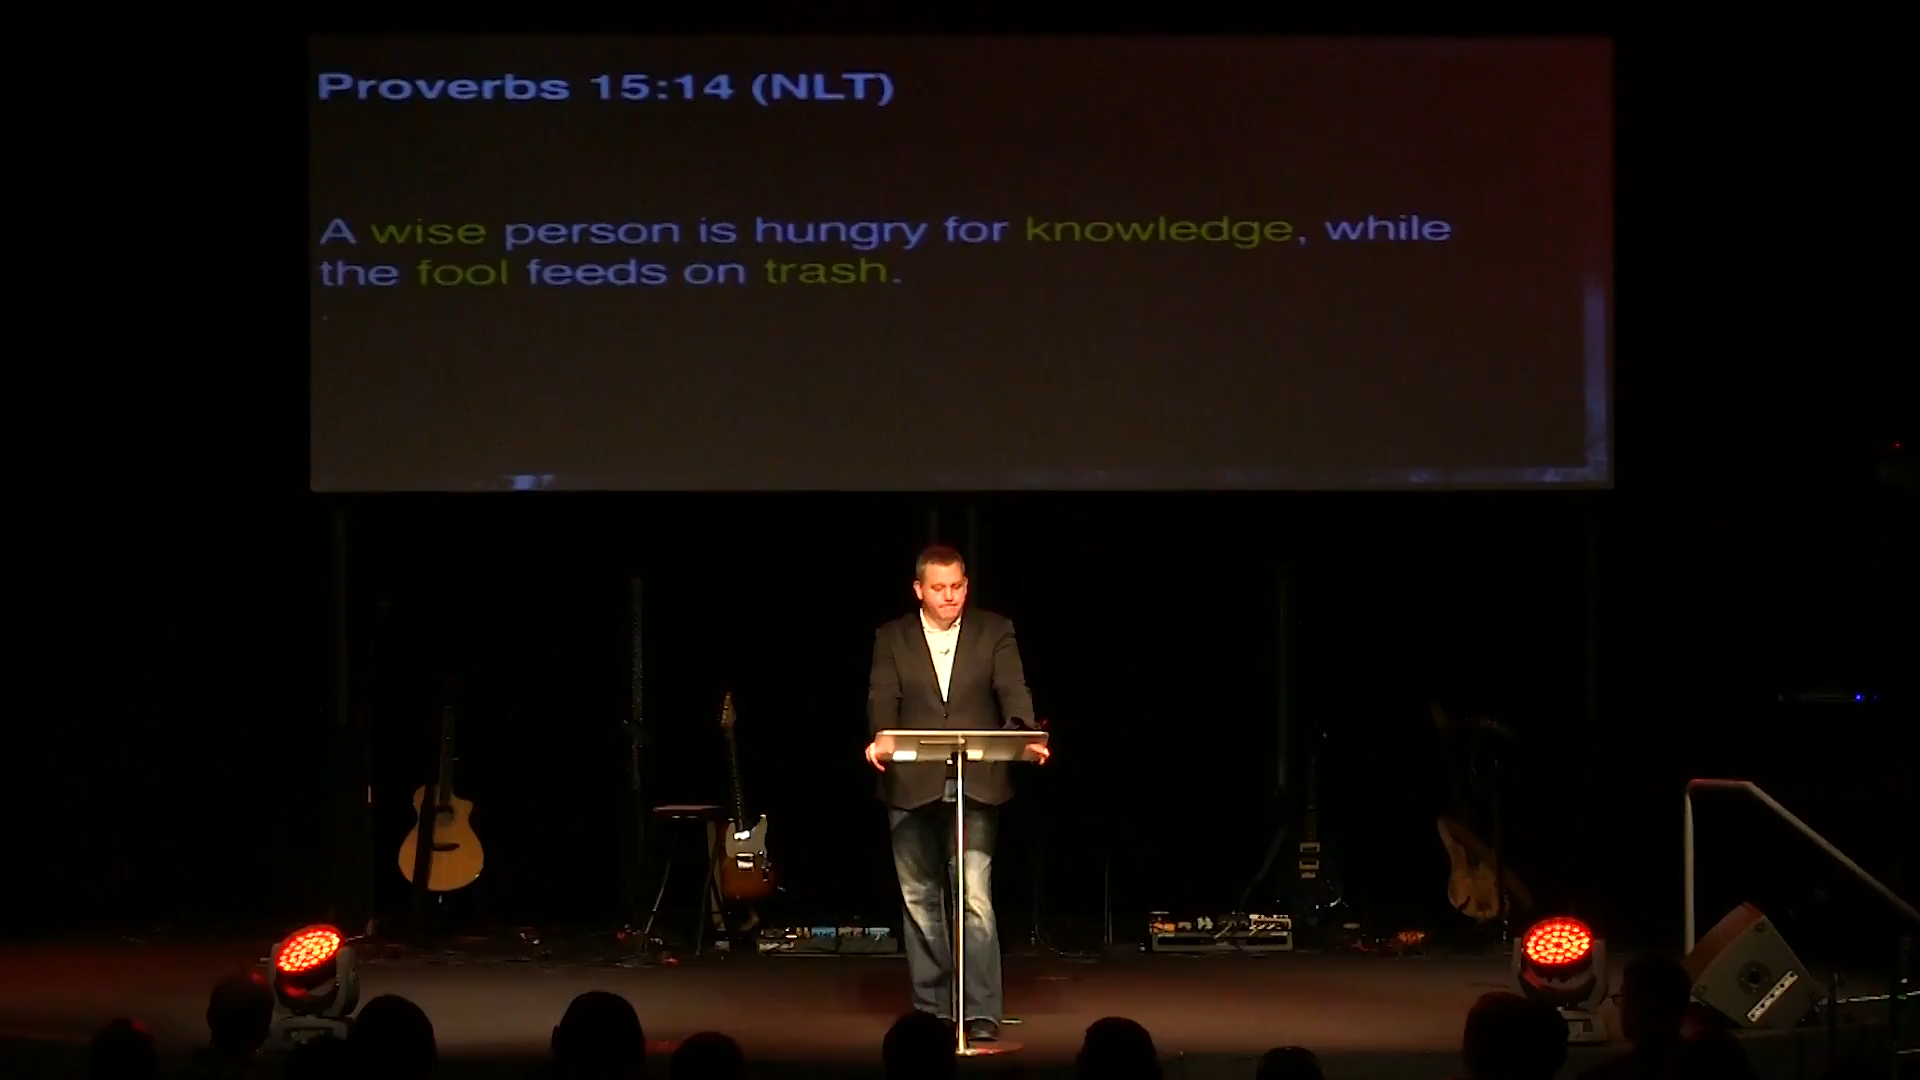 Proverbs 15:14 (NLT)
A wise person is hungry for knowledge, while
the fool feeds on trash.
.